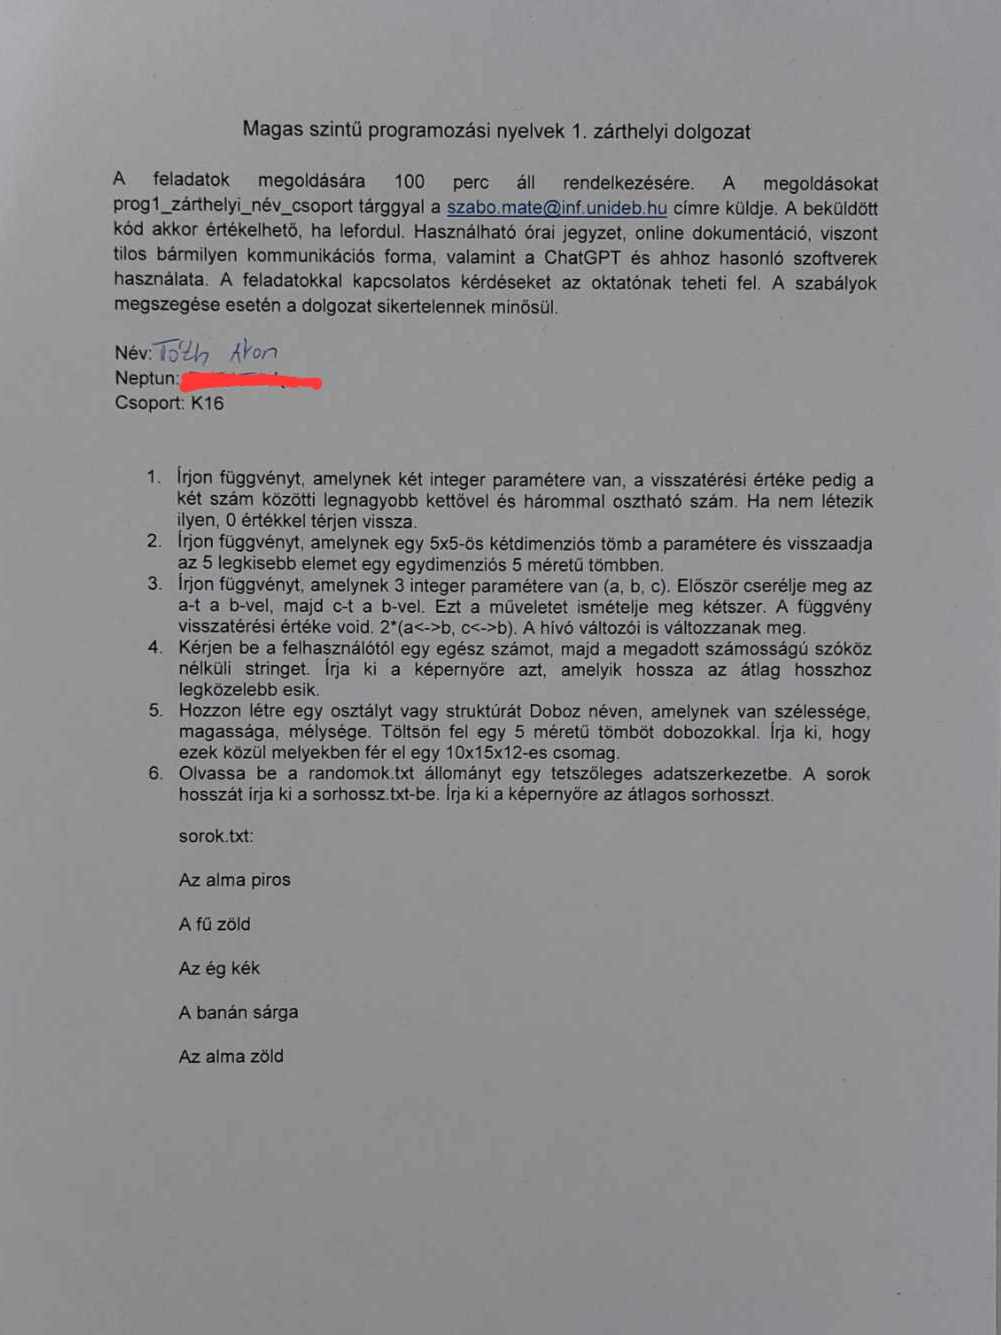 Magas szintű programozási nyelvek 1. zárthelyi dolgozat
A feladatok megoldására 100 perc áll rendelkezésére. A megoldásokat
prog1_zárthelyi_név_csoport tárggyal a szabo.mate@inf.unideb.hu címre küldje. A beküldött
kód akkor értékelhető, ha lefordul. Használható órai jegyzet, online dokumentáció, viszont
tilos bármilyen kommunikációs forma, valamint a ChatGPT és ahhoz hasonló szoftverek
használata. A feladatokkal kapcsolatos kérdéseket az oktatónak teheti fel. A szabályok
megszegése esetén a dolgozat sikertelennek minősül.
Név: Tóth Áron
Neptun:
Csoport: K16
1. Írjon függvényt, amelynek két integer paramétere van, a visszatérési értéke pedig a
két szám közötti legnagyobb kettővel és hárommal osztható szám. Ha nem létezik
ilyen, 0 értékkel térjen vissza.
2. Írjon függvényt, amelynek egy 5x5-ös kétdimenziós tömb a paramétere és visszaadja
az 5 legkisebb elemet egy egydimenziós 5 méretű tömbben.
3. Írjon függvényt, amelynek 3 integer paramétere van (a, b, c). Először cserélje meg az
a-t a b-vel, majd c-t a b-vel. Ezt a műveletet ismételje meg kétszer. A függvény
visszatérési értéke void. 2*(a<->b, c<->b). A hívó változói is változzanak meg.
4. Kérjen be a felhasználótól egy egész számot, majd a megadott számosságú szóköz
nélküli stringet. Írja ki a képernyőre azt, amelyik hossza az átlag hosszhoz
legközelebb esik.
5. Hozzon létre egy osztályt vagy struktúrát Doboz néven, amelynek van szélessége,
magassága, mélysége. Töltsön fel egy 5 méretű tömböt dobozokkal. Írja ki, hogy
ezek közül melyekben fér el egy 10x15x12-es csomag.
6. Olvassa be a randomok.txt állományt egy tetszőleges adatszerkezetbe. A sorok
hosszát írja ki a sorhossz.txt-be. Írja ki a képernyőre az átlagos sorhosszt.
sorok.txt:
Az alma piros
A fű zöld
Az ég kék
A banán sárga
Az alma zöld